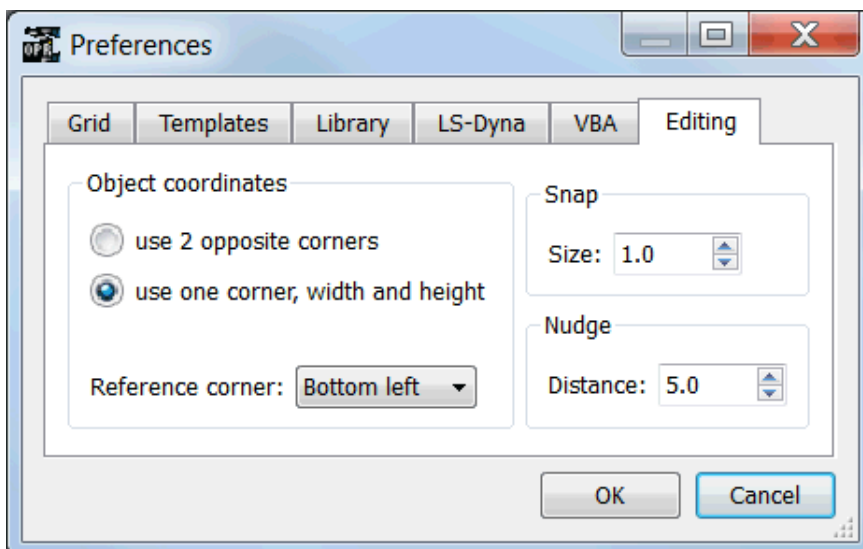 Preferences
Grid Templates Library LS-Dyna VBA Editing
Object coordinates
use 2 opposite corners
use one corner, width and height
Reference corner: Bottom left
Snap
Size: 1.0
Nudge
Distance: 5.0
OK Cancel